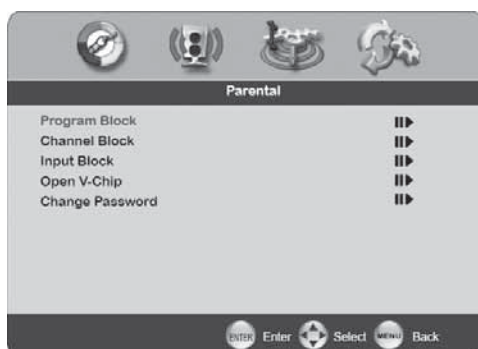 Parental
Program Block
Channel Block
Input Block
Open V-Chip
Change Password
ENTER Enter Select MENU Back